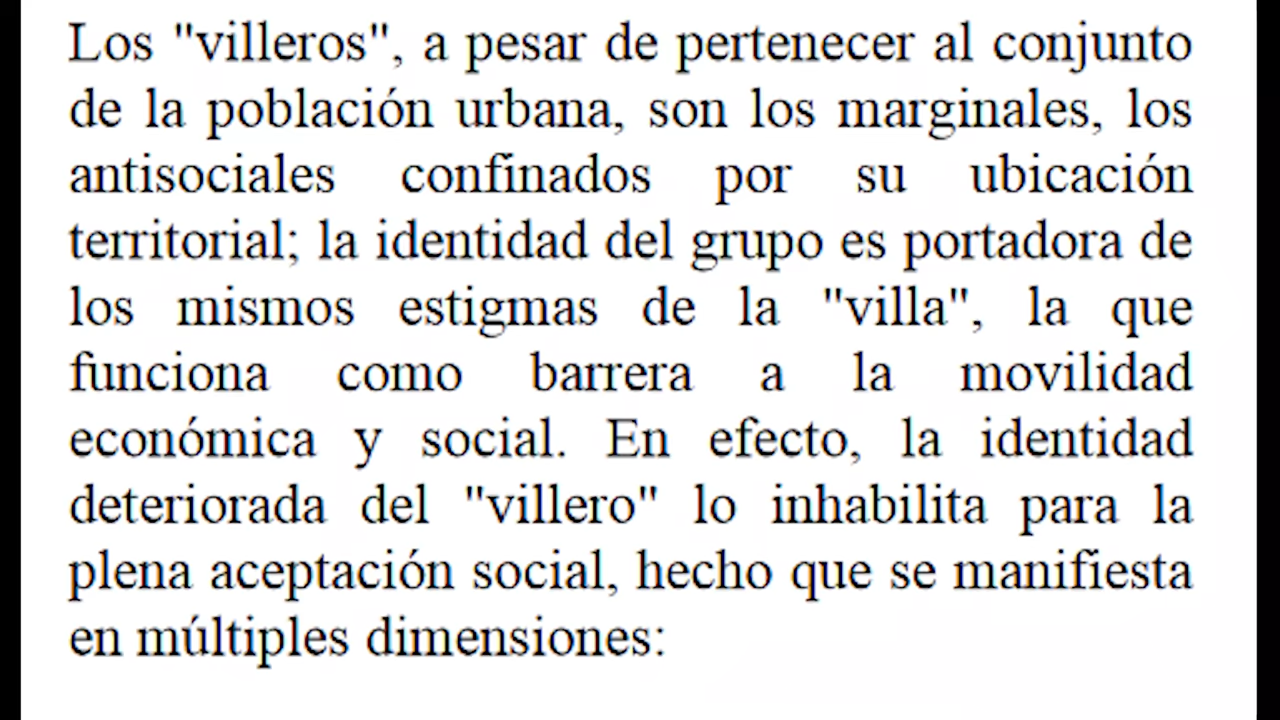 Los "villeros", a pesar de pertenecer al conjunto
de la población urbana, son los marginales, los
antisociales confinados por su ubicación
territorial; la identidad del grupo es portadora de
los mismos estigmas de la "villa", la que
funciona como barrera a la movilidad
económica y social. En efecto, la identidad
deteriorada del "villero" lo inhabilita para la
plena aceptación social, hecho que se manifiesta
en múltiples dimensiones: